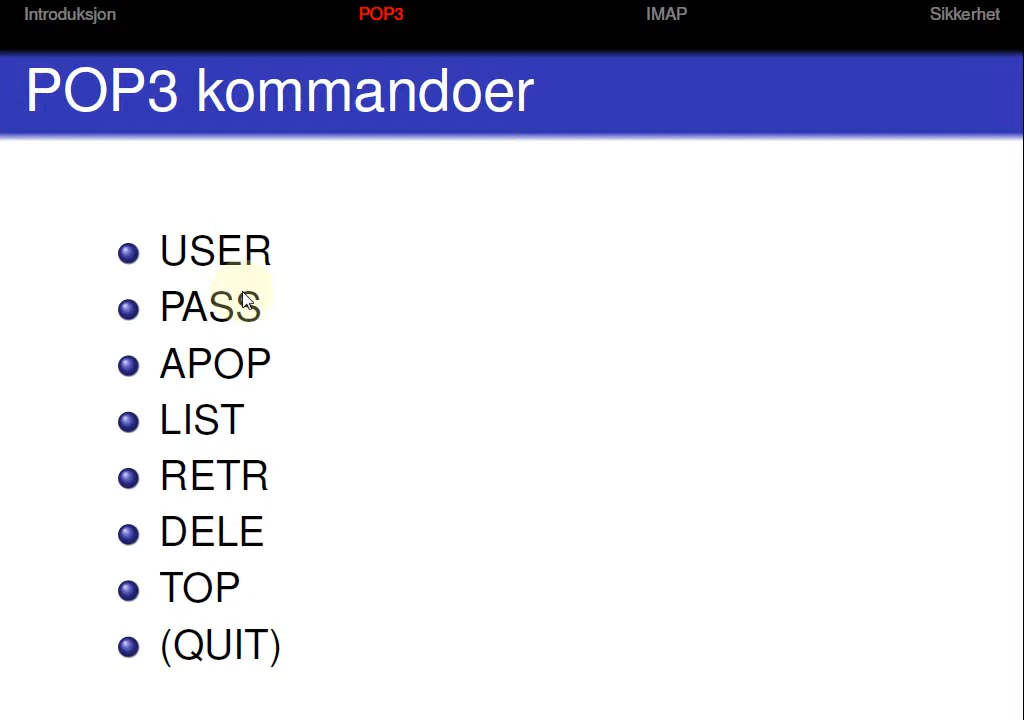 Introduksjon POP3 IMAP Sikkerhet
POP3 kommandoer
USER
PASS
APOP
LIST
RETR
DELE
TOP
(QUIT)